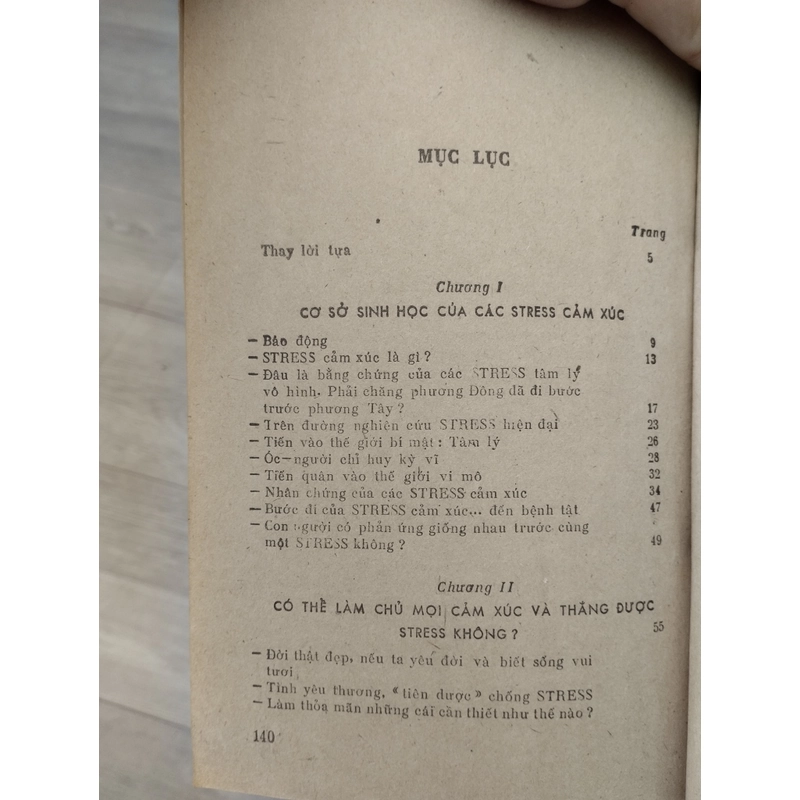 MỤC LỤC
Trang
Thay lời tựa 5
Chương I
CƠ SỞ SINH HỌC CỦA CÁC STRESS CẢM XÚC
— Báo động 9
— STRESS cảm xúc là gì ? 13
— Đâu là bằng chứng của các STRESS tâm lý
vô hình. Phải chăng phương Đông đã đi bước
trước phương Tây ? 17
— Trên đường nghiên cứu STRESS hiện đại 23
— Tiến vào thế giới bí mật : Tâm lý 26
— Óc—người chỉ huy kỳ vĩ 28
— Tiến quân vào thế giới vi mô 32
— Nhân chứng của các STRESS cảm xúc 34
— Bước đi của STRESS cảm xúc... đến bệnh tật 47
— Con người có phản ứng giống nhau trước cùng
một STRESS không ? 49
Chương II
CÓ THỂ LÀM CHỦ MỌI CẢM XÚC VÀ THẮNG ĐƯỢC
STRESS KHÔNG ? 55
— Đời thật đẹp, nếu ta yêu đời và biết sống vui
tươi
— Tình yêu thương, « tiên dược » chống STRESS
— Làm thỏa mãn những cái cần thiết như thế nào ?
140